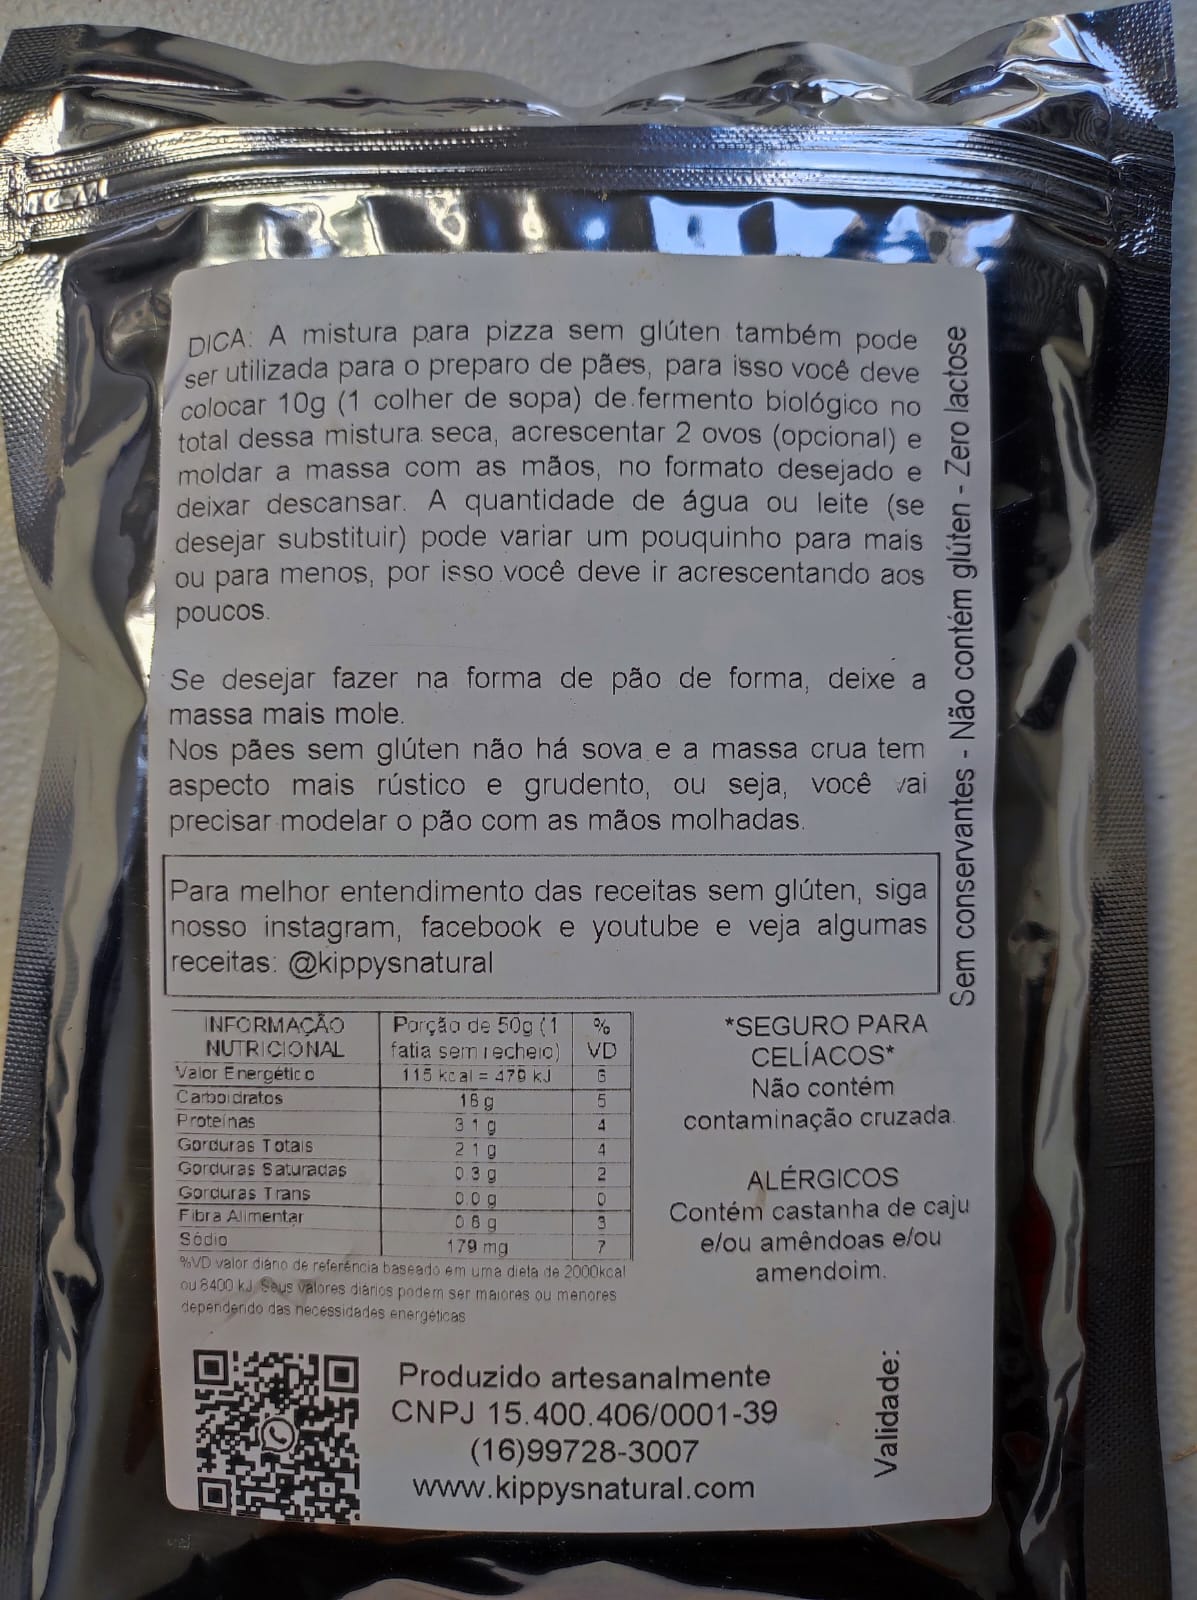 DICA: A mistura para pizza sem glúten também pode
ser utilizada para o preparo de pães, para isso você deve
colocar 10g (1 colher de sopa) de fermento biológico no
total dessa mistura seca, acrescentar 2 ovos (opcional) e
moldar a massa com as mãos, no formato desejado e
deixar descansar. A quantidade de água ou leite (se
desejar substituir) pode variar um pouquinho para mais
ou para menos, por isso você deve ir acrescentando aos
poucos.
Se desejar fazer na forma de pão de forma, deixe a
massa mais mole.
Nos pães sem glúten não há sova e a massa crua tem
aspecto mais rústico e grudento, ou seja, você vai
precisar modelar o pão com as mãos molhadas.
Para melhor entendimento das receitas sem glúten, siga
nosso instagram, facebook e youtube e veja algumas
receitas: @kippysnatural
Sem conservantes - Não contém glúten - Zero lactose
INFORMAÇÃO NUTRICIONAL Porção de 50g (1 fatia sem recheio) % VD
Valor Energético 115 kcal = 479 kJ 6
Carboidratos 5
Proteínas 3 1 g 4
Gorduras Totais 2 1 g 4
Gorduras Saturadas 0 3 g 2
Gorduras Trans 0 0 g 0
Fibra Alimentar 3
Sódio 179 mg 7
%VD valor diário de referência baseado em uma dieta de 2000kcal
ou 8400 kJ. Seus valores diários podem ser maiores ou menores
dependendo das necessidades energéticas
*SEGURO PARA
CELÍACOS*
Não contém
contaminação cruzada.
ALÉRGICOS
Contém castanha de caju
e/ou amêndoas e/ou
amendoim.
Produzido artesanalmente
CNPJ 15.400.406/0001-39
(16)99728-3007
www.kippysnatural.com
Validade: